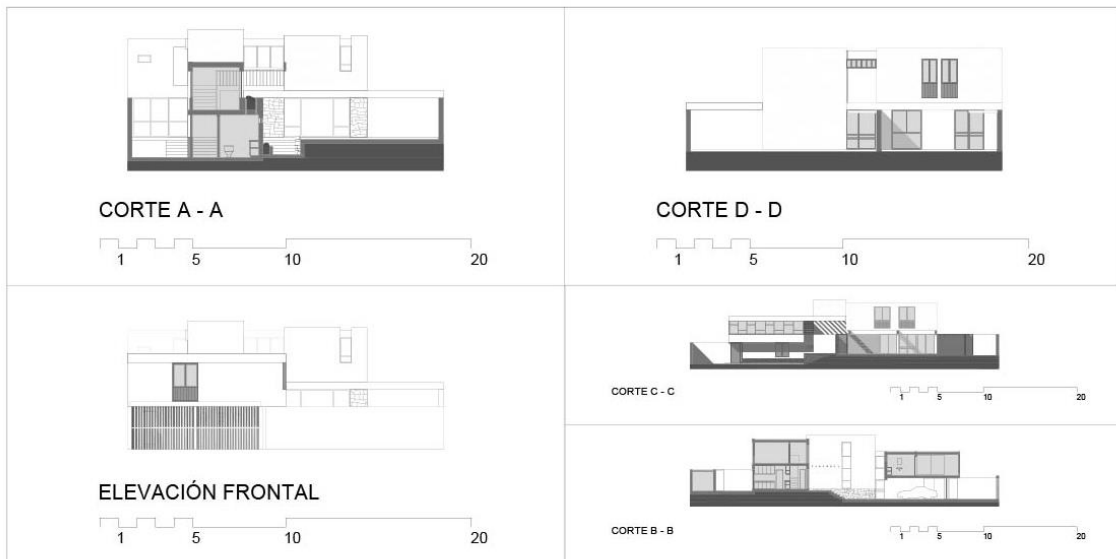 CORTE A - A
1 5 10 20
CORTE D - D
1 5 10 20
ELEVACIÓN FRONTAL
1 5 10 20
CORTE C - C
1 5 10 20
CORTE B - B
1 5 10 20